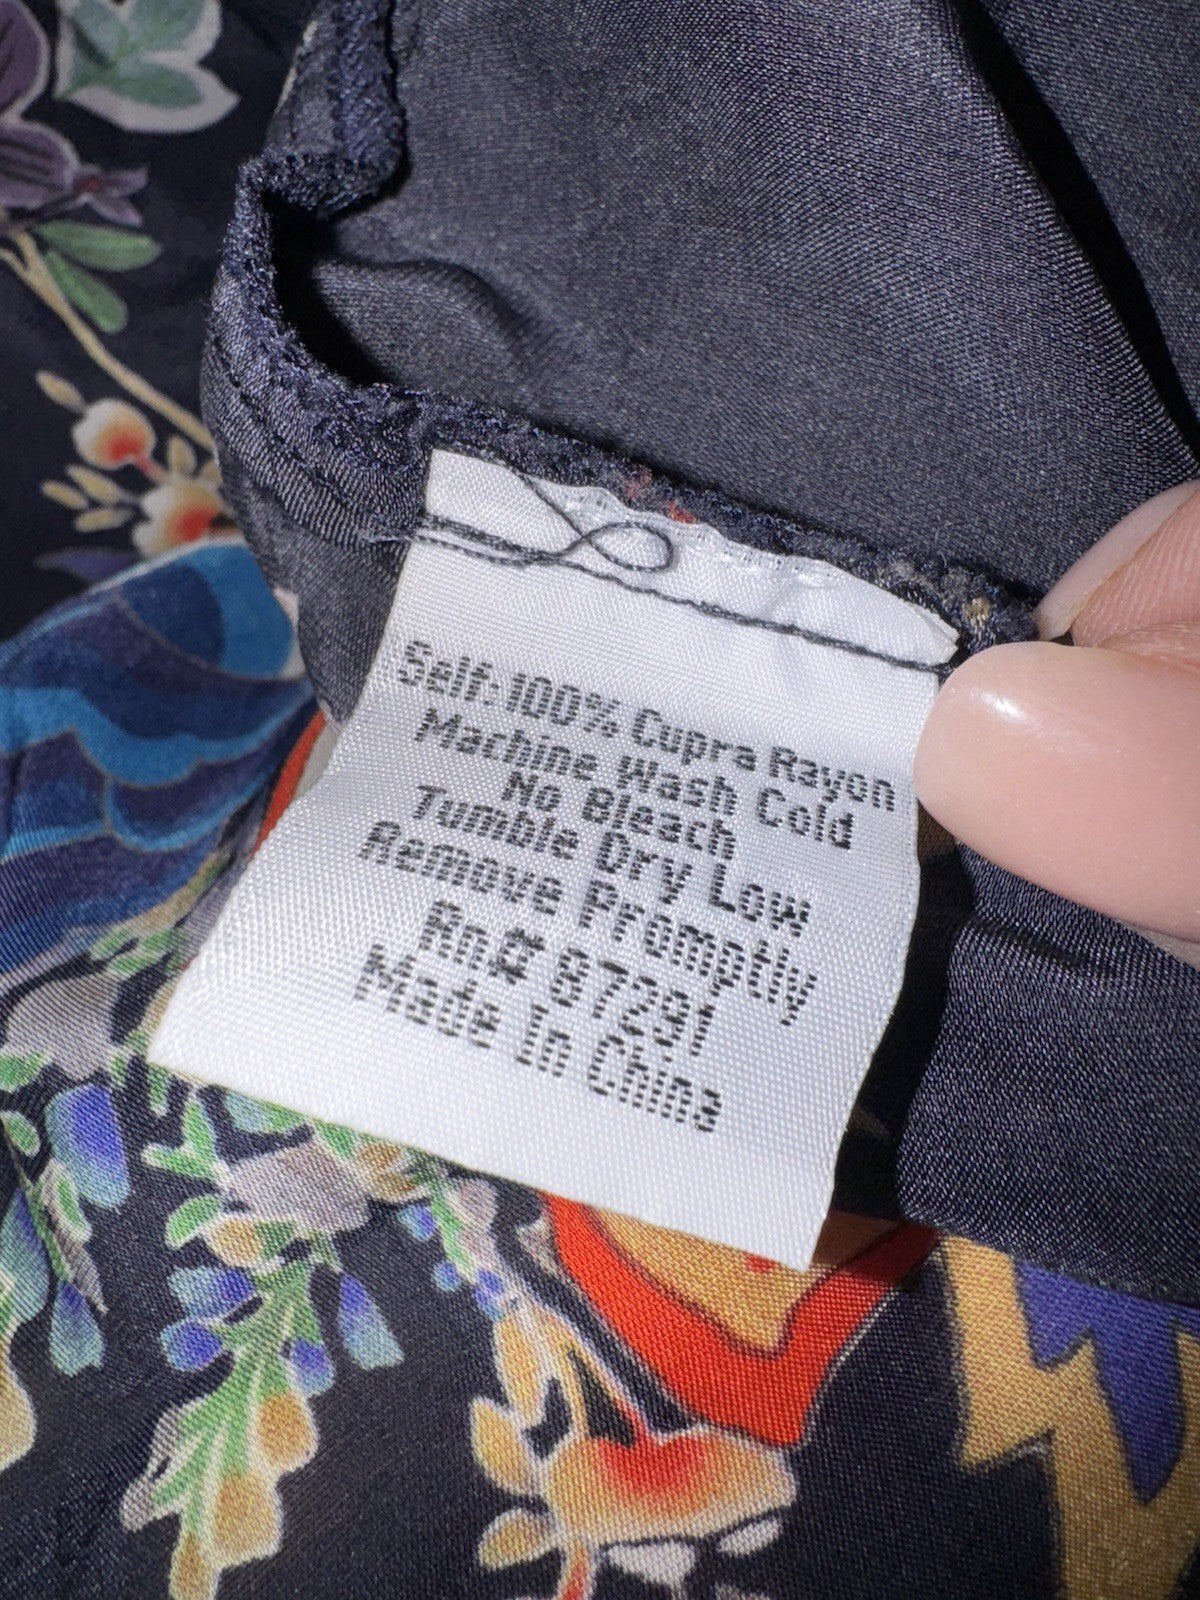 Self: 100% Cupra Rayon
Machine Wash Cold
No Bleach
Tumble Dry Low
Remove Promptly
Rn# 87291
Made In China